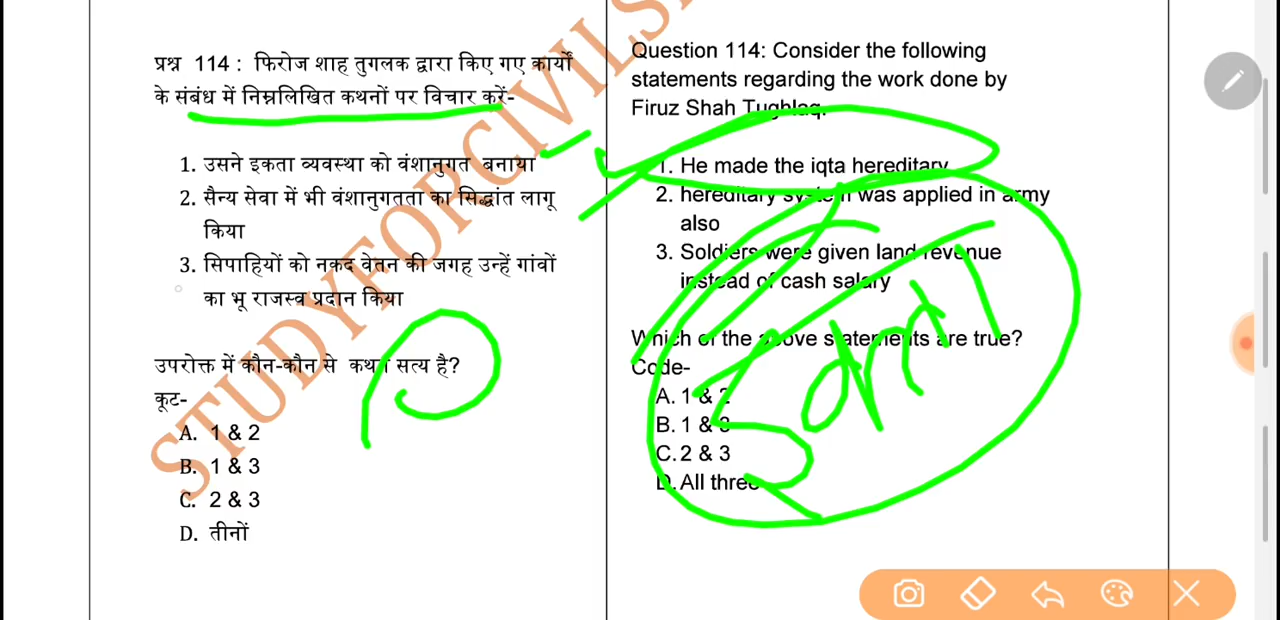 प्रश्न 114 : फिरोज शाह तुगलक द्वारा किए गए कार्यों
के संबंध में निम्नलिखित कथनों पर विचार करें-
1. उसने इकता व्यवस्था को वंशानुगत बनाया
2. सैन्य सेवा में भी वंशानुगतता का सिद्धांत लागू
किया
3. सिपाहियों को नकद वेतन की जगह उन्हें गांवों
का भू राजस्व प्रदान किया
उपरोक्त में कौन-कौन से कथन सत्य है?
कूट-
A. 1 & 2
B. 1 & 3
C. 2 & 3
D. तीनों
Question 114: Consider the following
statements regarding the work done by
Firuz Shah Tughlaq.
1. He made the iqta hereditary
2. hereditary system was applied in army
also
3. Soldiers were given land revenue
instead of cash salary
Which of the above statements are true?
Code-
A. 1 & 2
B. 1 & 3
C. 2 & 3
D. All three
STUDYFORCIVILS